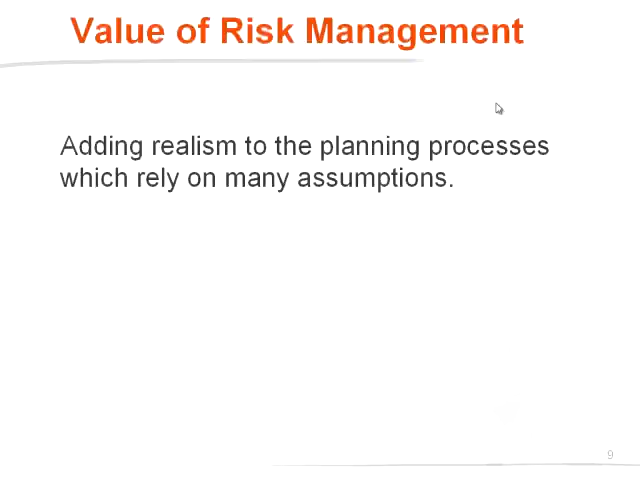 Value of Risk Management
Adding realism to the planning processes
which rely on many assumptions.
9